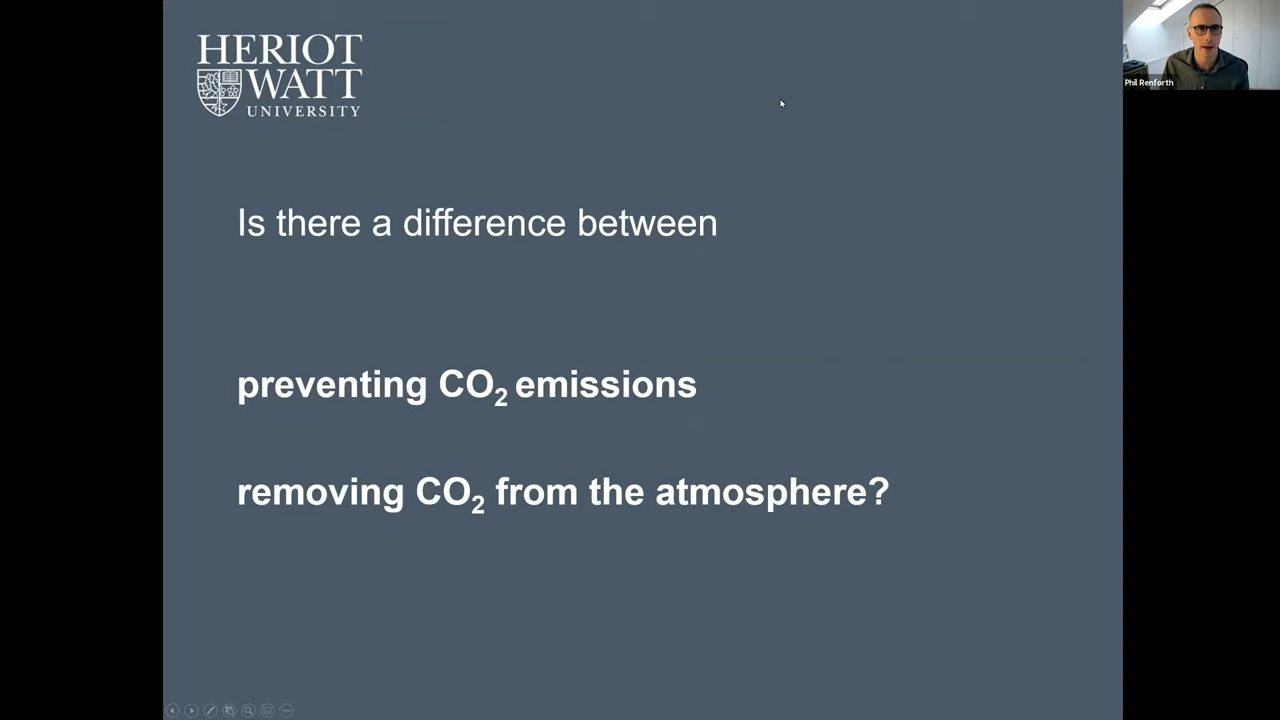 HERIOT
WATT
UNIVERSITY
Phil Renforth
Is there a difference between
preventing CO₂ emissions
removing CO₂ from the atmosphere?